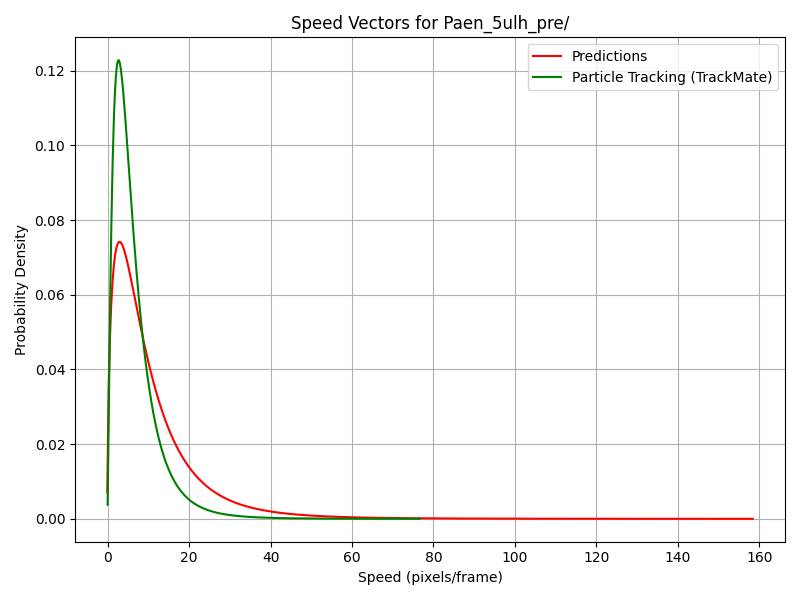 Speed Vectors for Paen_5ulh_pre/
Predictions
Particle Tracking (TrackMate)
Probability Density
0.12
0.10
0.08
0.06
0.04
0.02
0.00
0 20 40 60 80 100 120 140 160
Speed (pixels/frame)